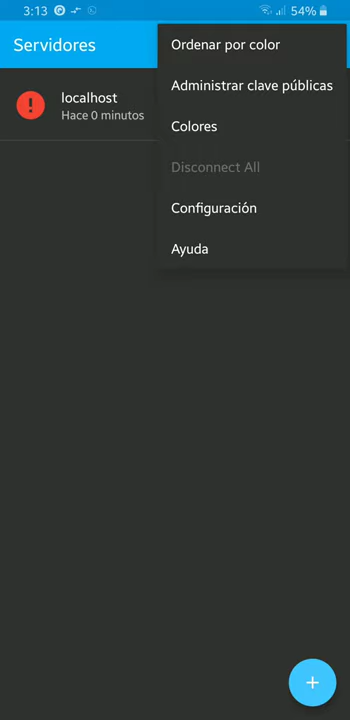 3:13
54%
Servidores
Ordenar por color
Administrar clave públicas
Colores
Disconnect All
Configuración
Ayuda
localhost
Hace 0 minutos
+